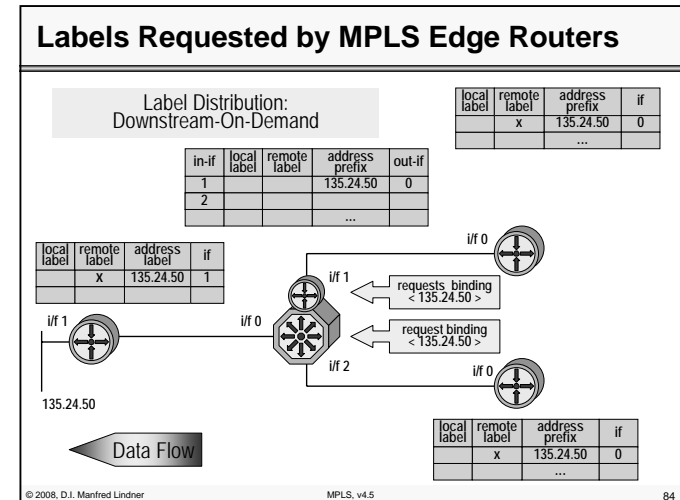 Labels Requested by MPLS Edge Routers
Label Distribution:
Downstream-On-Demand
local label remote label address prefix if
x 135.24.50 0
...
in-if local label remote label address prefix out-if
1 135.24.50 0
2
...
local label remote label address label if
x 135.24.50 1
i/f 0
i/f 1
requests binding
< 135.24.50 >
i/f 1
i/f 0
request binding
< 135.24.50 >
i/f 2
i/f 0
135.24.50
Data Flow
local label remote label address prefix if
x 135.24.50 0
...
© 2008, D.I. Manfred Lindner
MPLS, v4.5
84